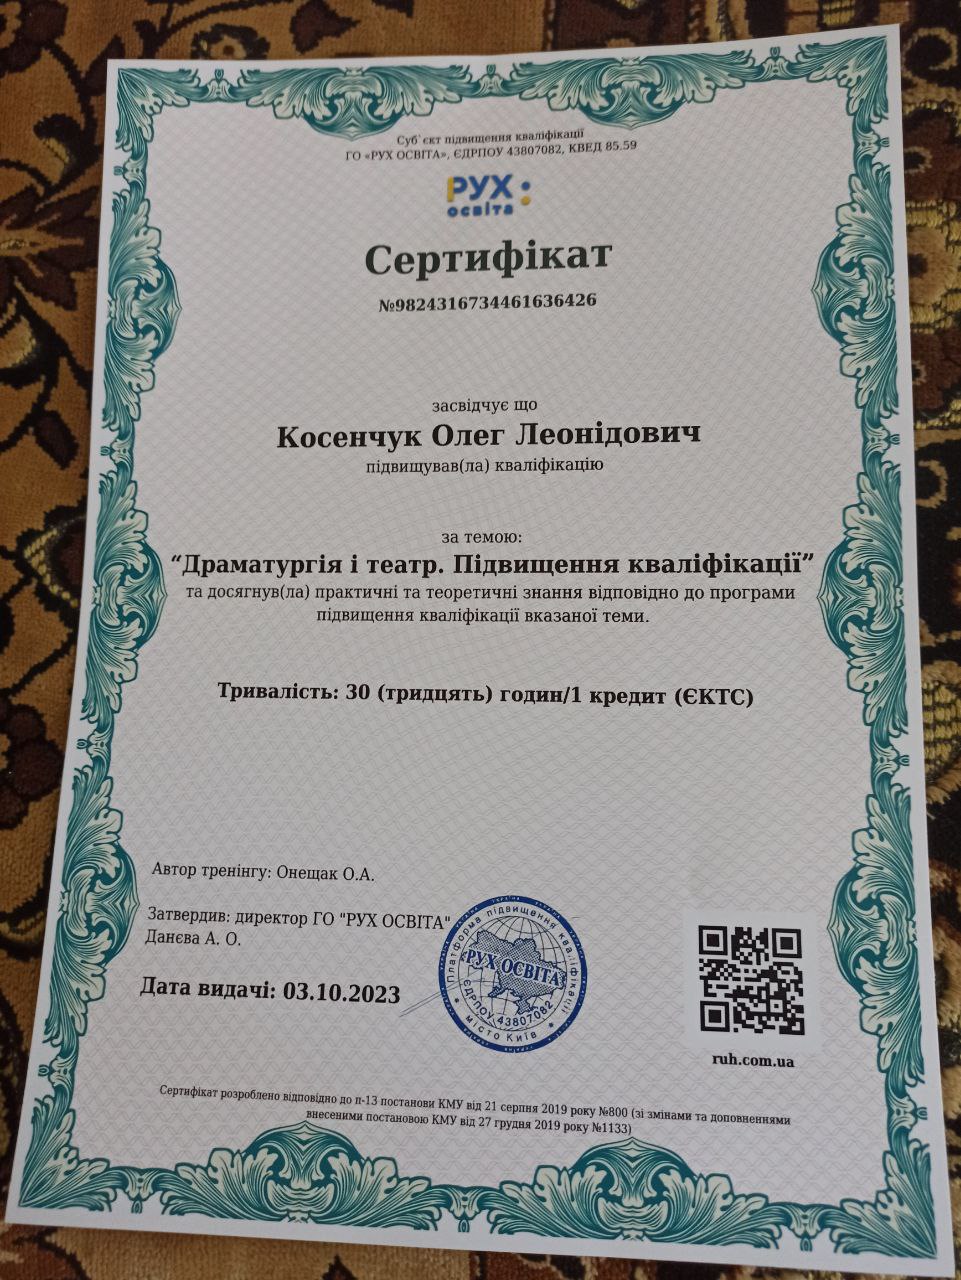 Суб`єкт підвищення кваліфікації
ГО «РУХ ОСВІТА», ЄДРПОУ 43807082, КВЕД 85.59
РУХ:
освіта
Сертифікат
№9824316734461636426
засвідчує що
Косенчук Олег Леонідович
підвищував(ла) кваліфікацію
за темою:
“Драматургія і театр. Підвищення кваліфікації”
та досягнув(ла) практичні та теоретичні знання відповідно до програми
підвищення кваліфікації вказаної теми.
Тривалість: 30 (тридцять) годин/1 кредит (ЄКТС)
Автор тренінгу: Онещак О.А.
Затвердив: директор ГО "РУХ ОСВІТА"
Данєва А. О.
Дата видачі: 03.10.2023
Платформа підвищення кваліфікації
РУХ ОСВІТА
ЄДРПОУ 43807082
* місто Київ *
ruh.com.ua
Сертифікат розроблено відповідно до п-13 постанови КМУ від 21 серпня 2019 року №800 (зі змінами та доповненнями
внесеними постановою КМУ від 27 грудня 2019 року №1133)